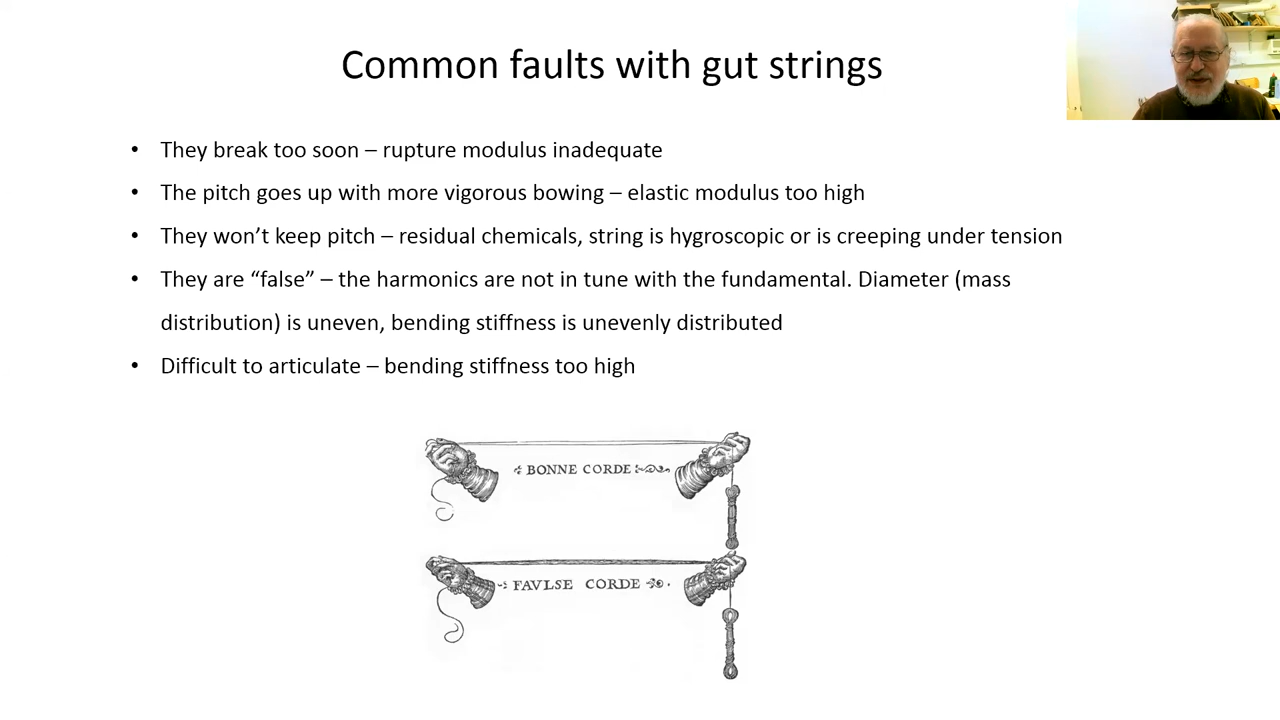 Common faults with gut strings
• They break too soon – rupture modulus inadequate
• The pitch goes up with more vigorous bowing – elastic modulus too high
• They won’t keep pitch – residual chemicals, string is hygroscopic or is creeping under tension
• They are “false” – the harmonics are not in tune with the fundamental. Diameter (mass
distribution) is uneven, bending stiffness is unevenly distributed
• Difficult to articulate – bending stiffness too high
BONNE CORDE
FAVLSE CORDE